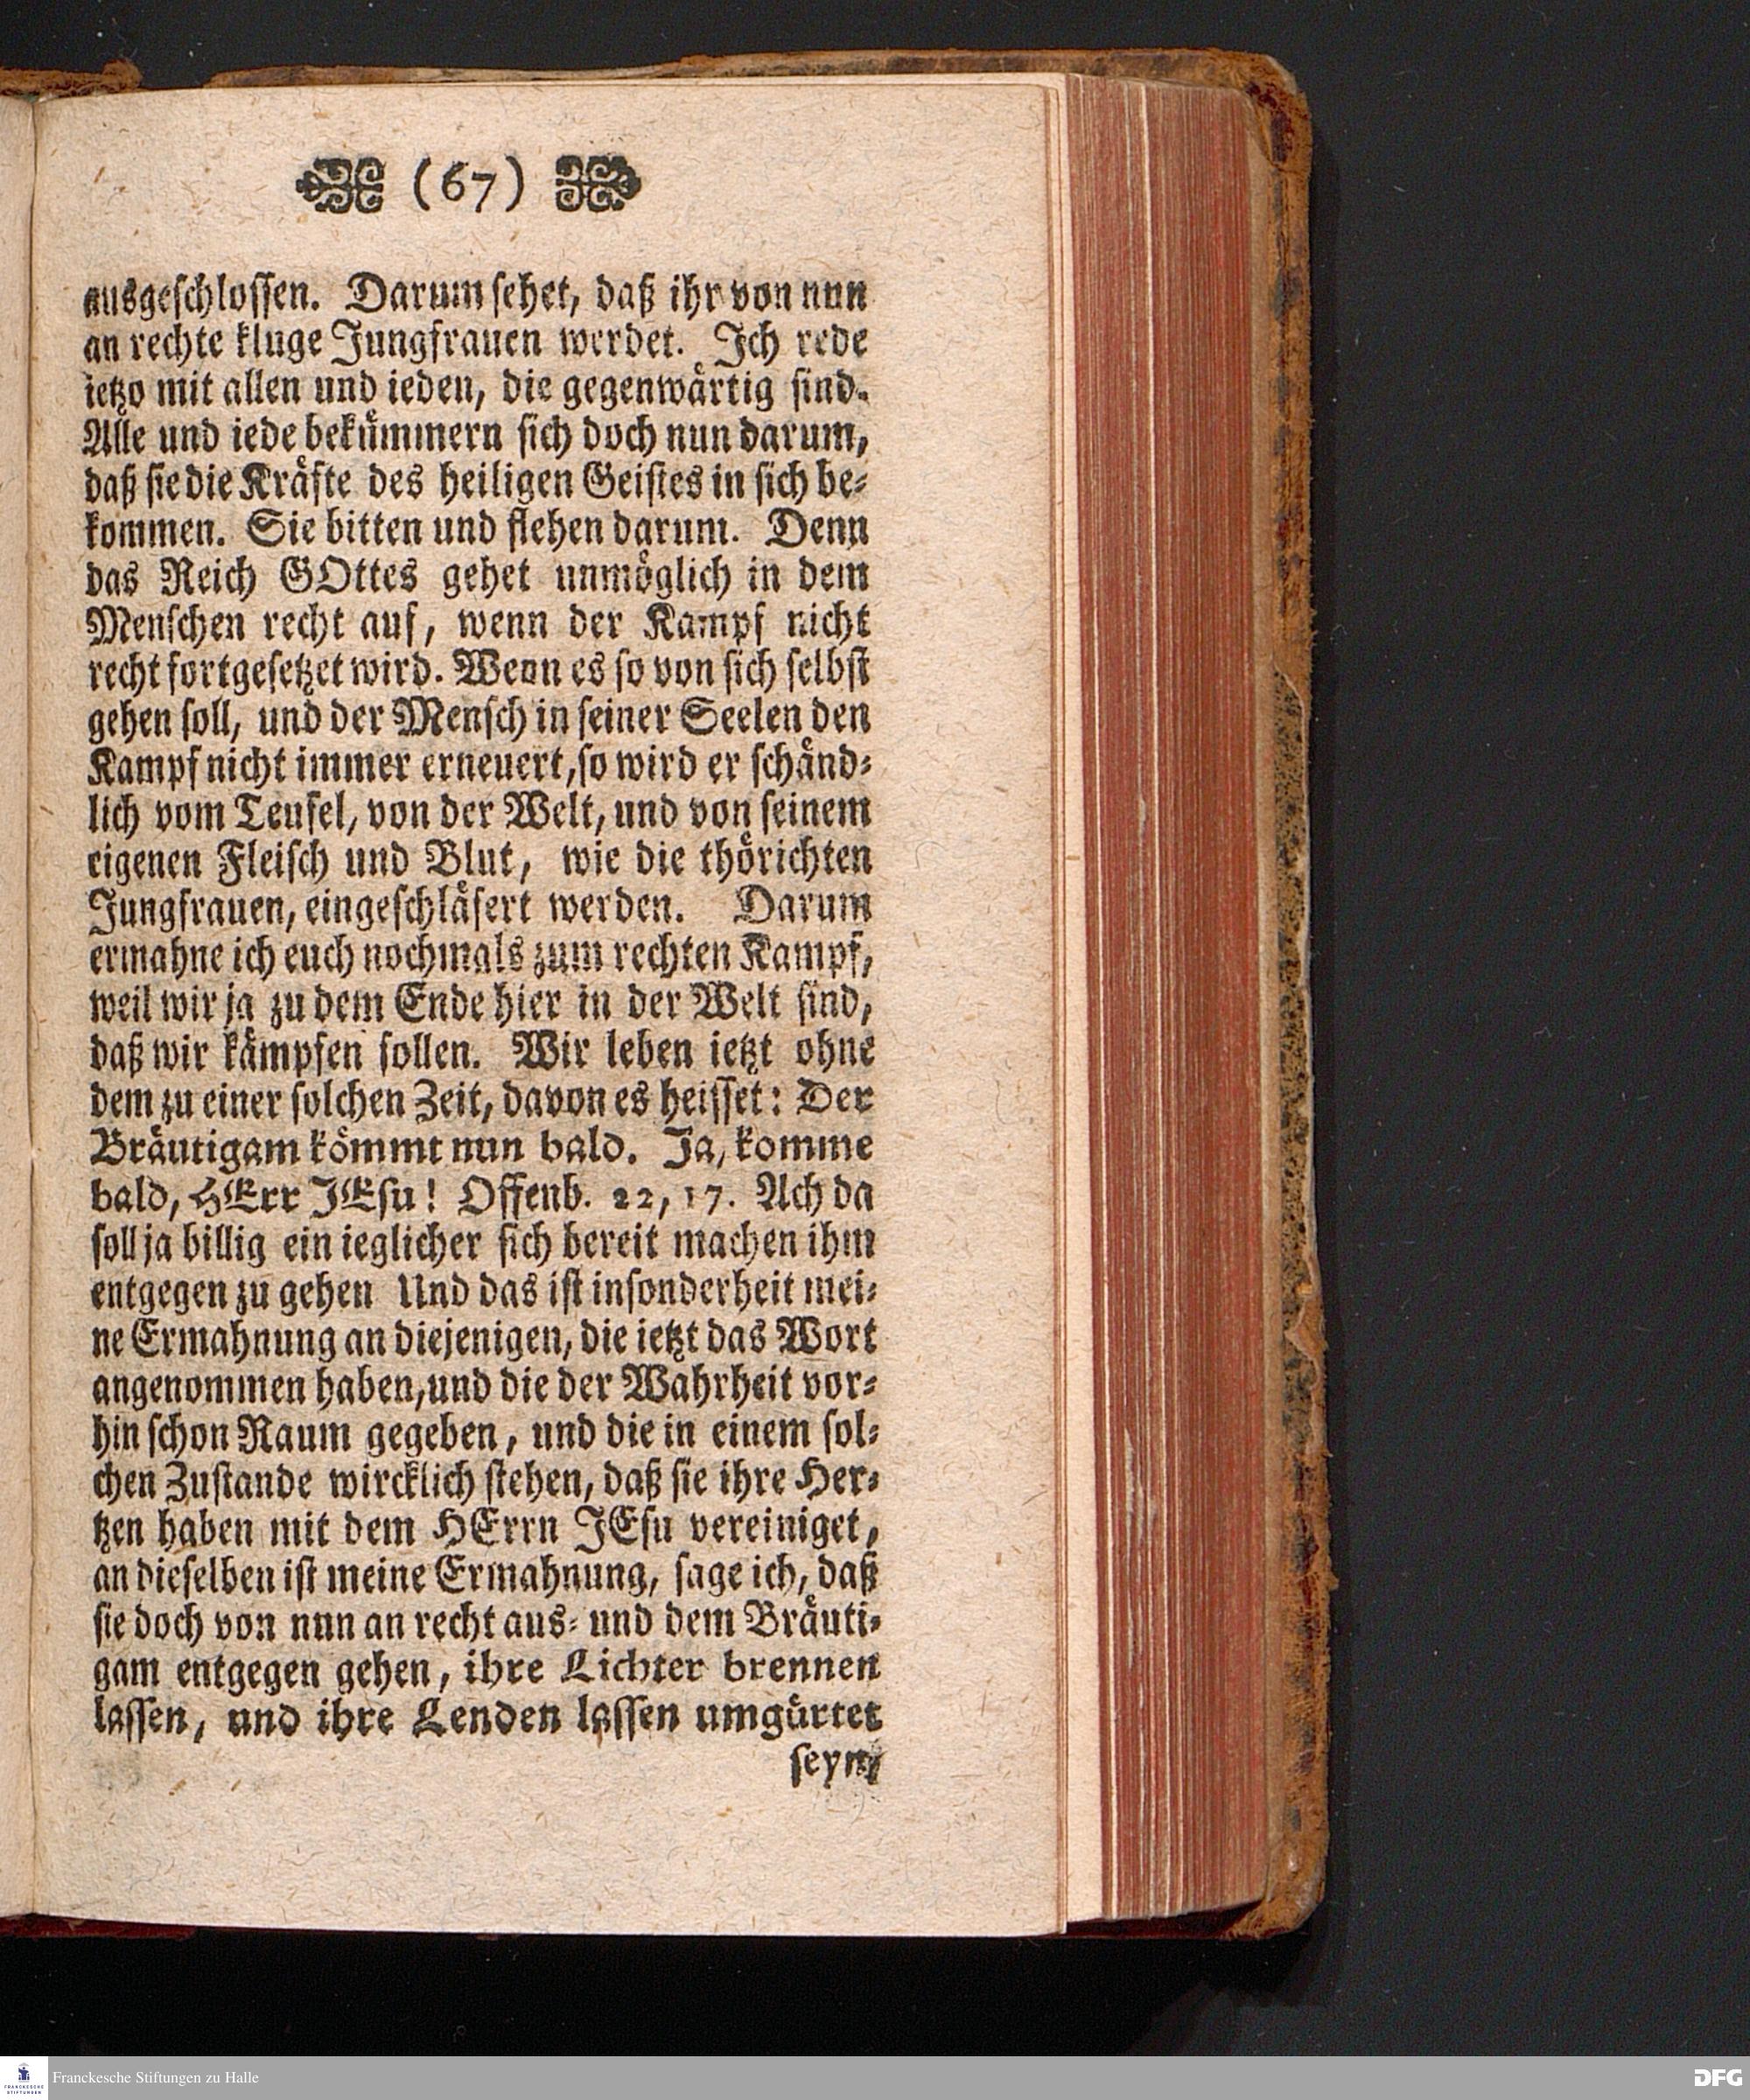 (67)
ausgeschlossen. Darum sehet, daß ihr von nun
an rechte kluge Jungfrauen werdet. Ich rede
ietzo mit allen und ieden, die gegenwärtig sind.
Alle und iede bekümmern sich doch nun darum,
daß sie die Kräfte des heiligen Geistes in sich be-
kommen. Sie bitten und flehen darum. Denn
das Reich GOttes gehet unmöglich in dem
Menschen recht auf, wenn der Kampf nicht
recht fortgesetzet wird. Wenn es so von sich selbst
gehen soll, und der Mensch in seiner Seelen den
Kampf nicht immer erneuert, so wird er schänd-
lich vom Teufel, von der Welt, und von seinem
eigenen Fleisch und Blut, wie die thörichten
Jungfrauen, eingeschläfert werden. Darum
ermahne ich euch nochmals zum rechten Kampf,
weil wir ja zu dem Ende hier in der Welt sind,
daß wir kämpfen sollen. Wir leben ietzt ohne
dem zu einer solchen Zeit, davon es heisset: Der
Bräutigam kömmt nun bald. Ja, komme
bald, HErr JEsu! Offenb. 22, 17. Ach da
soll ja billig ein ieglicher sich bereit machen ihm
entgegen zu gehen Und das ist insonderheit mei-
ne Ermahnung an diejenigen, die ietzt das Wort
angenommen haben, und die der Wahrheit vor-
hin schon Raum gegeben, und die in einem sol-
chen Zustande wircklich stehen, daß sie ihre Her-
tzen haben mit dem HErrn JEsu vereiniget,
an dieselben ist meine Ermahnung, sage ich, daß
sie doch von nun an recht aus- und dem Bräuti-
gam entgegen gehen, ihre Lichter brennen
lassen, und ihre Lenden lassen umgürtet
seyn,
Franckesche Stiftungen zu Halle
FRANCKESCHE
STIFTUNGEN
DFG